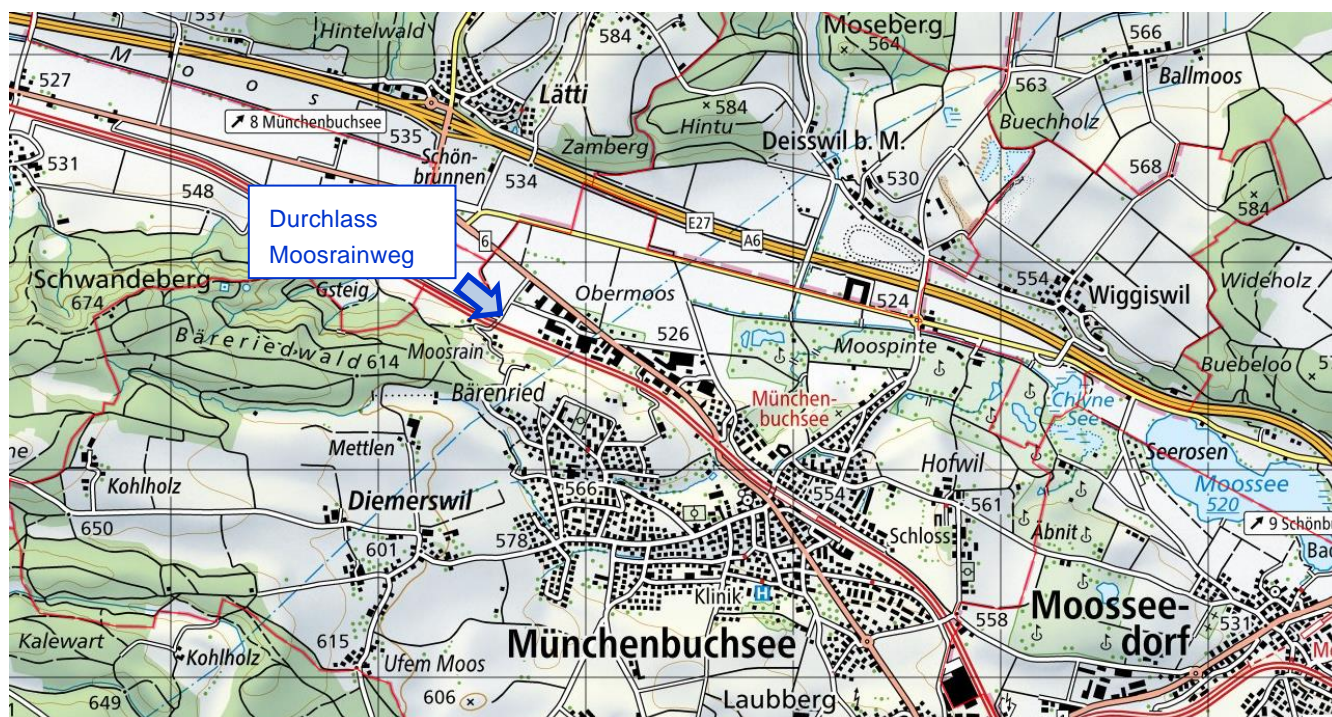 537
Hintelwald
584
Moseberg
564
566
Ballmoos
M o o s
527
Lätti
584
Hintu
563
8 Münchenbuchsee
535
Zamberg
Deisswil b. M.
Buechholz
568
531
548
Schön-
brunnen
534
530
584
Durchlass
Moosrainweg
6
E27
A6
Schwandeberg
674
Gsteig
Obermoos
524
554
Wiggiswil
Wideholz
Bäreriedwald
614
Moosrain
526
Moospinte
Buebeloo
Bärenried
München-
buchsee
Chlyne
See
Mettlen
Hofwil
Seerosen
Kohlholz
Diemerswil
566
554
561
Moossee
520
650
601
578
Schloss
Äbnit
9 Schönb
Bad
Klinik
H
558
Moossee-
dorf
531
615
Kalewart
Kohlholz
Ufem Moos
Münchenbuchsee
649
606
Laubberg